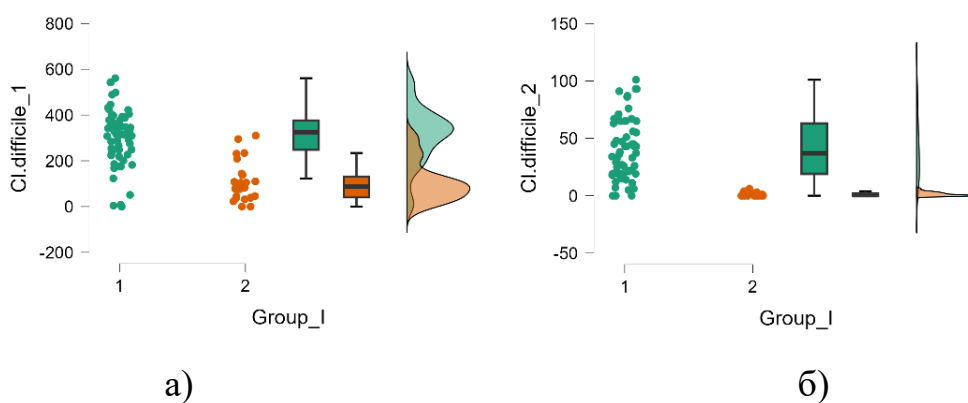 800
600
400
200
0
-200
Cl.difficile_1
1 2
Group_I
150
100
50
0
-50
Cl.difficile_2
1 2
Group_I
а) б)